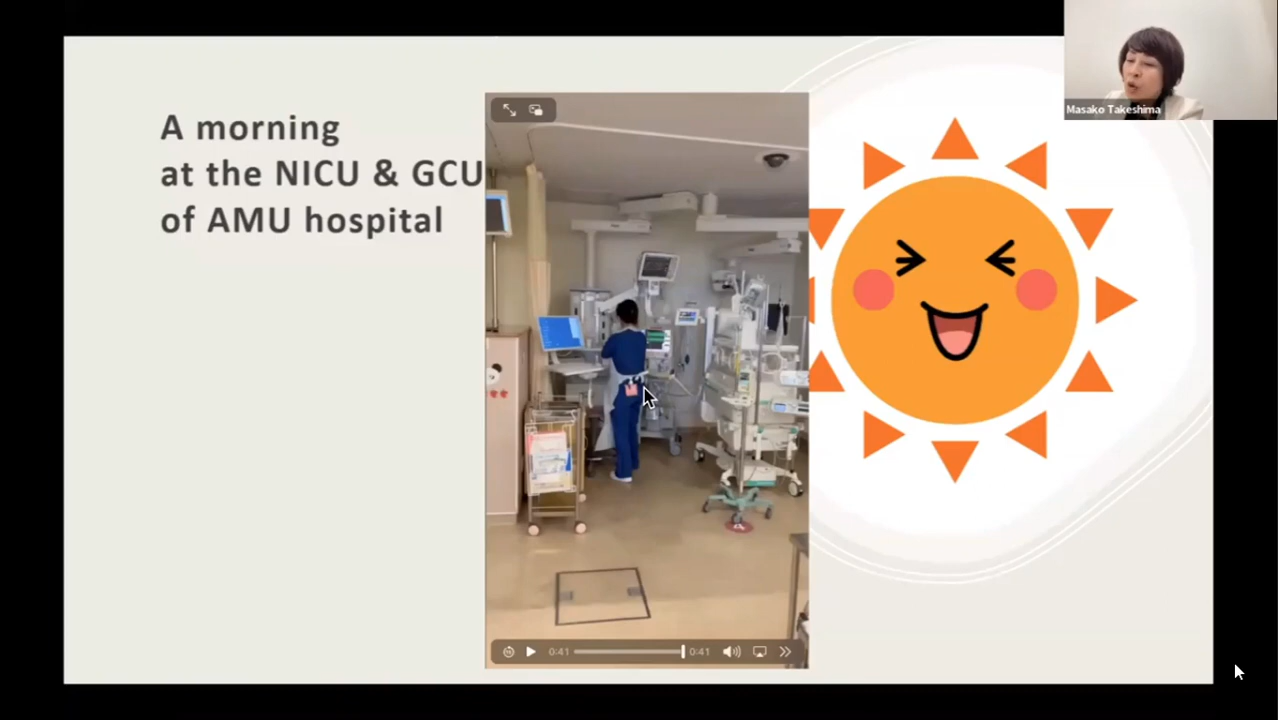 A morning
at the NICU & GCU
of AMU hospital
Masako Takeshima
0:41
0:41